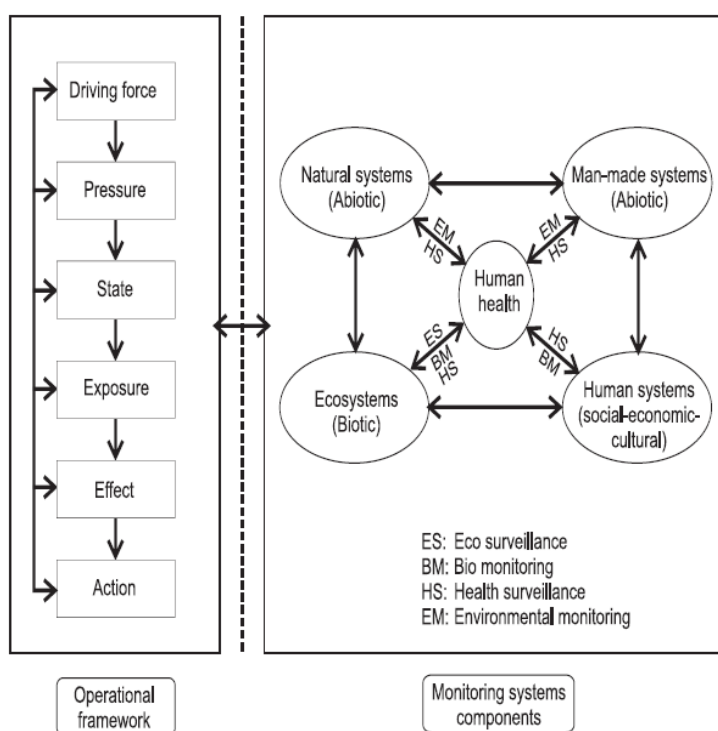 Driving force
Pressure
State
Exposure
Effect
Action
Operational
framework
Natural systems
(Abiotic)
Man-made systems
(Abiotic)
EM
HS
EM
HS
Human
health
ES
BM
HS
HS
BM
Ecosystems
(Biotic)
Human systems
(social-economic-
cultural)
ES: Eco surveillance
BM: Bio monitoring
HS: Health surveillance
EM: Environmental monitoring
Monitoring systems
components